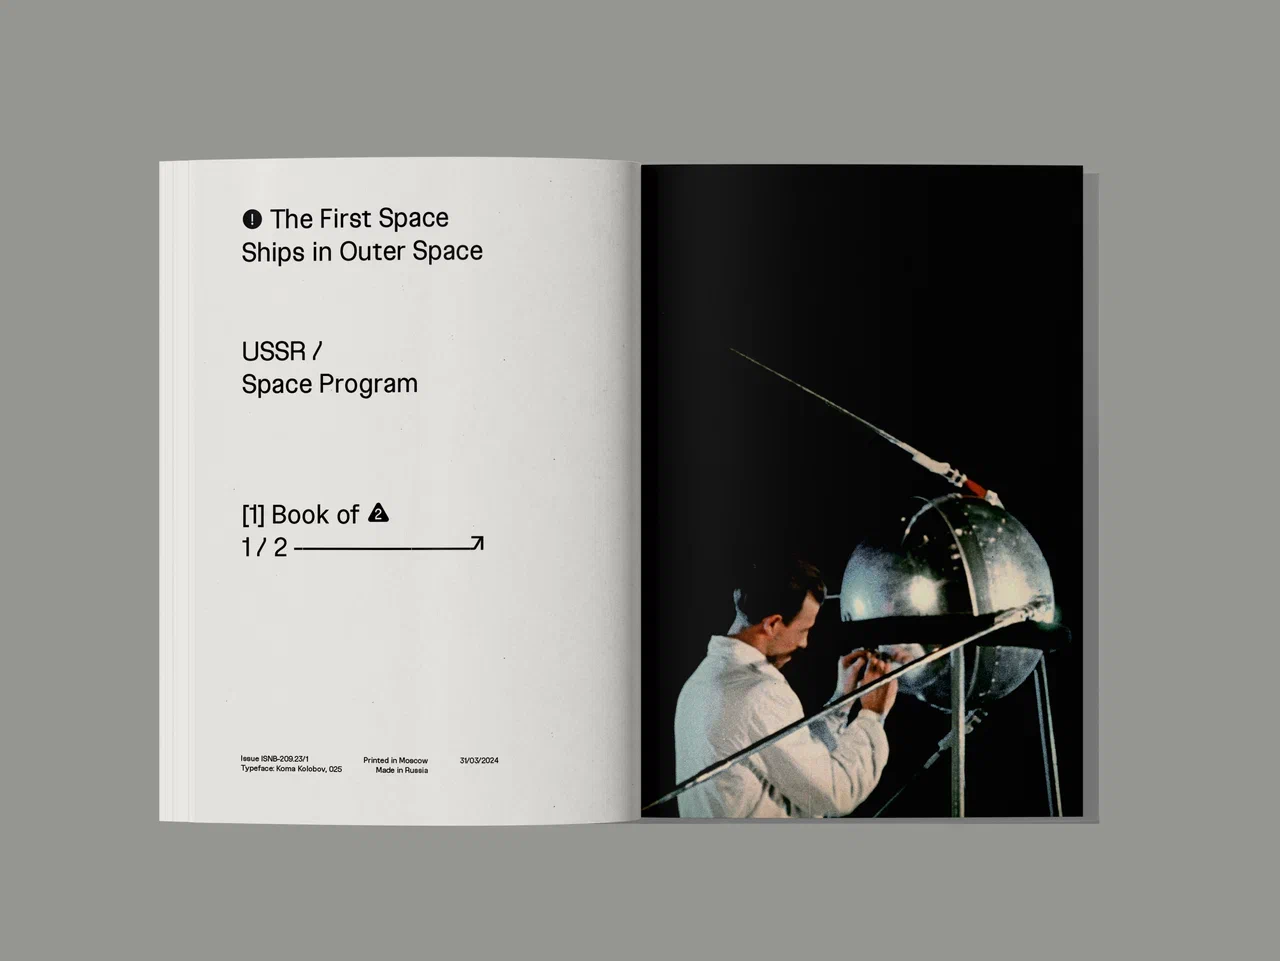 ! The First Space
Ships in Outer Space
USSR /
Space Program
[1] Book of 2
1 / 2
Issue ISNB-209.23/1
Typeface: Koma Kolobov, 025
Printed in Moscow
Made in Russia
31/03/2024